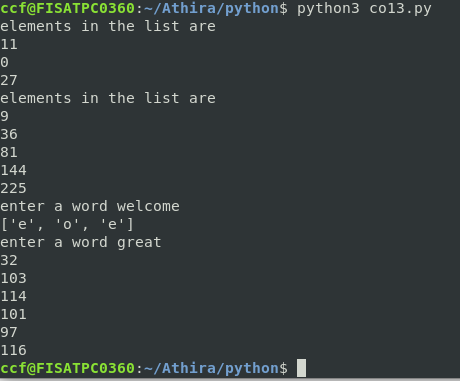 ccf@FISATPC0360:~/Athira/python$ python3 co13.py
elements in the list are
11
0
27
elements in the list are
9
36
81
144
225
enter a word welcome
['e', 'o', 'e']
enter a word great
32
103
114
101
97
116
ccf@FISATPC0360:~/Athira/python$